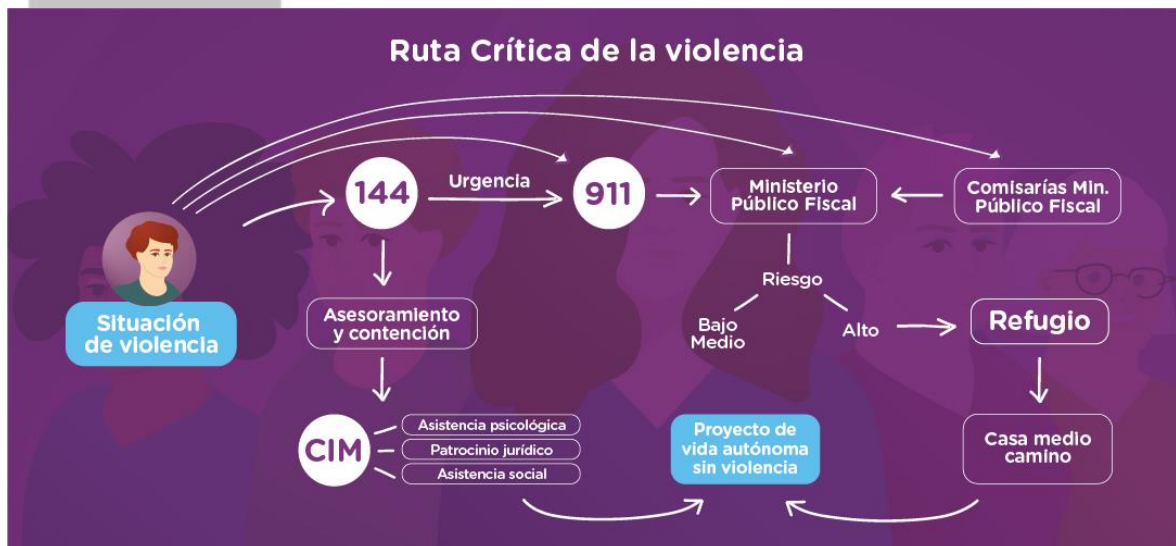 Ruta Crítica de la violencia
144
Urgencia
911
Ministerio
Público Fiscal
Comisarías Min.
Público Fiscal
Situación
de violencia
Asesoramiento
y contención
Riesgo
Bajo
Medio
Alto
Refugio
CIM
Asistencia psicológica
Patrocinio jurídico
Asistencia social
Proyecto de
vida autónoma
sin violencia
Casa medio
camino